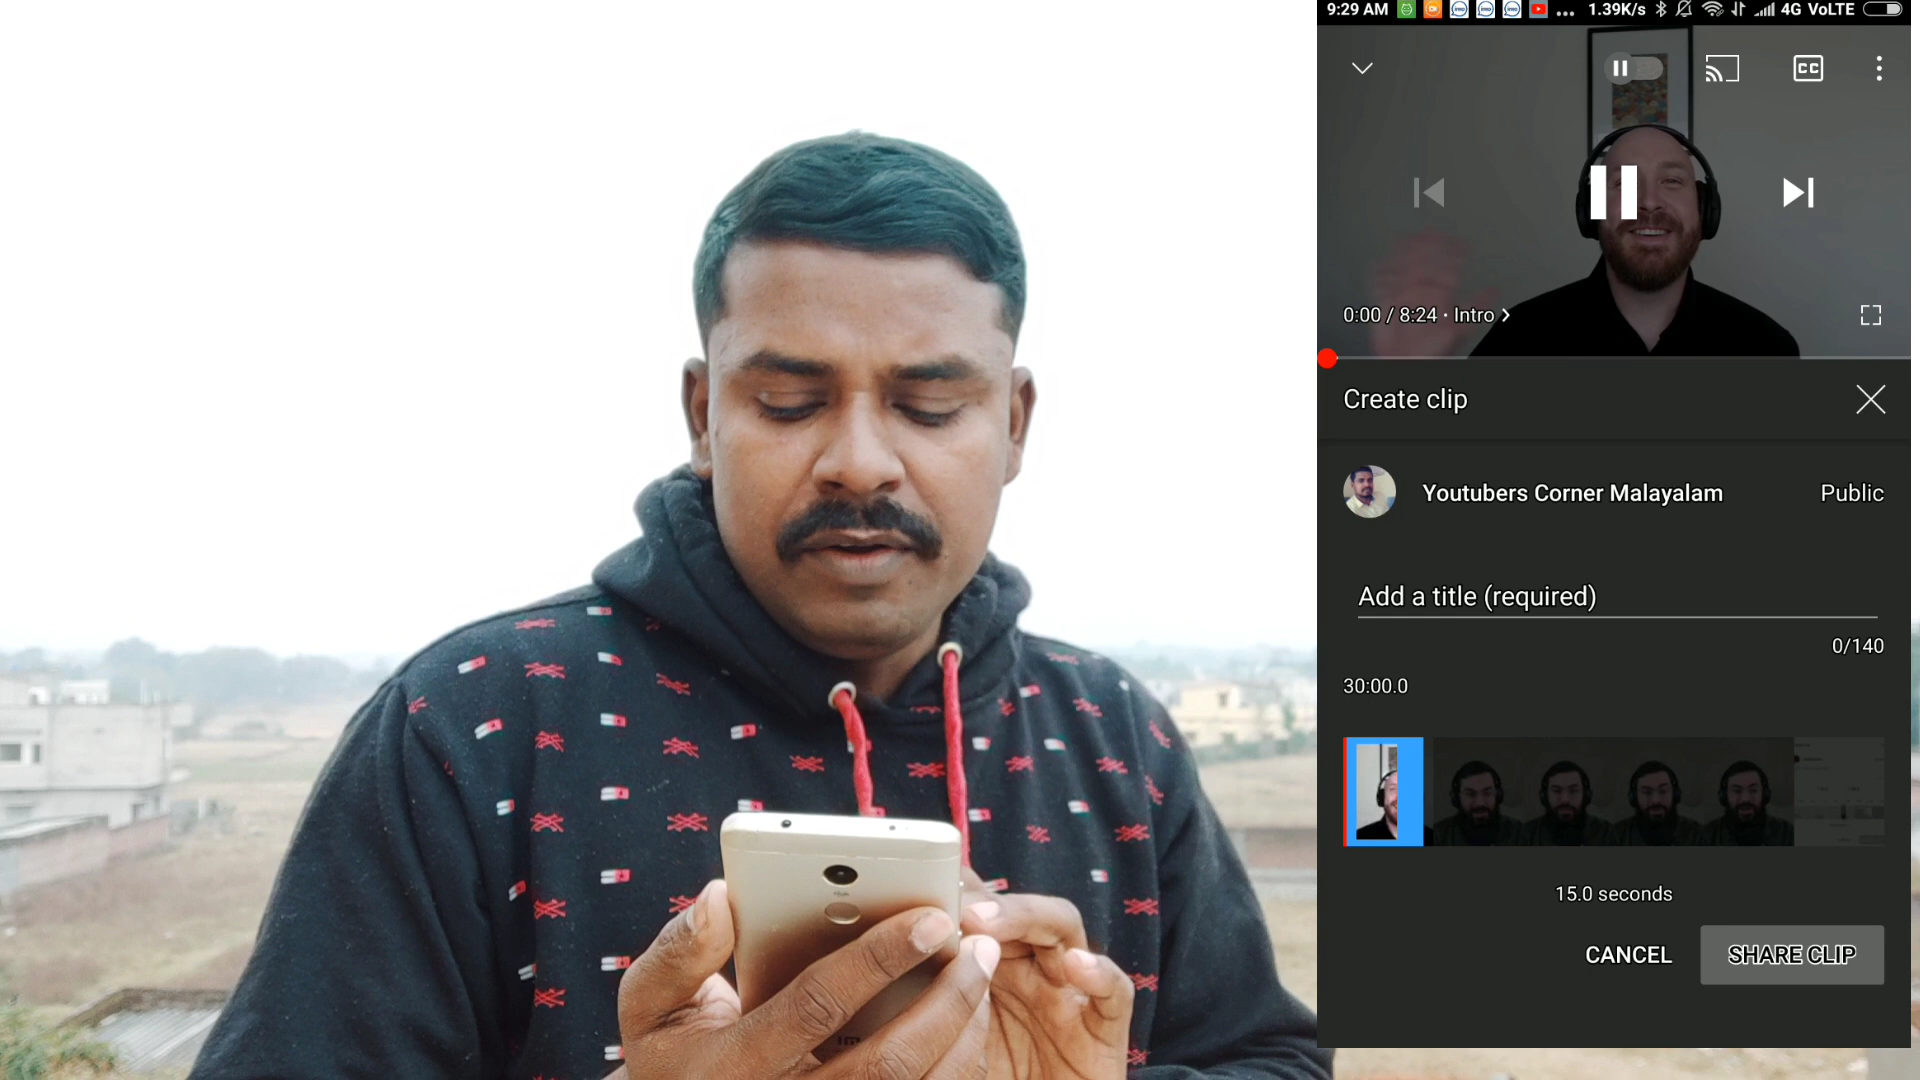 9:29 AM ... 1.39K/s 4G VoLTE
CC
0:00 / 8:24 · Intro
Create clip
Youtubers Corner Malayalam Public
Add a title (required)
0/140
30:00.0
15.0 seconds
CANCEL SHARE CLIP